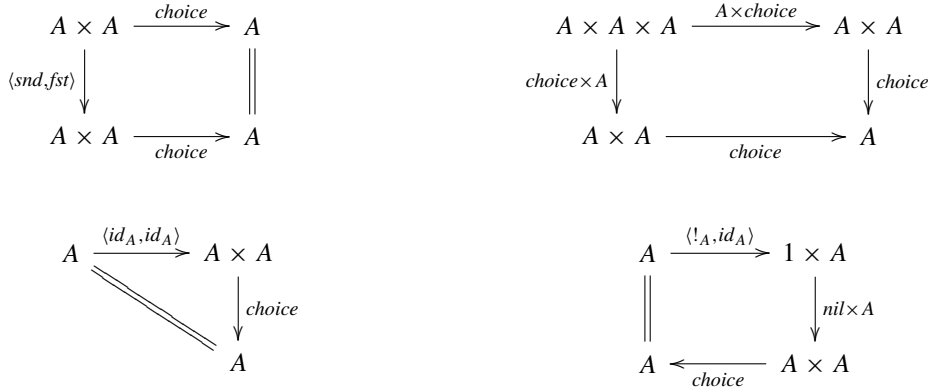 A × A choice A A × A × A A×choice A × A
⟨snd,fst⟩ choice×A choice
A × A choice A A × A choice A
A ⟨id_A,id_A⟩ A × A A ⟨!_A,id_A⟩ 1 × A
choice nil×A
A A choice A × A